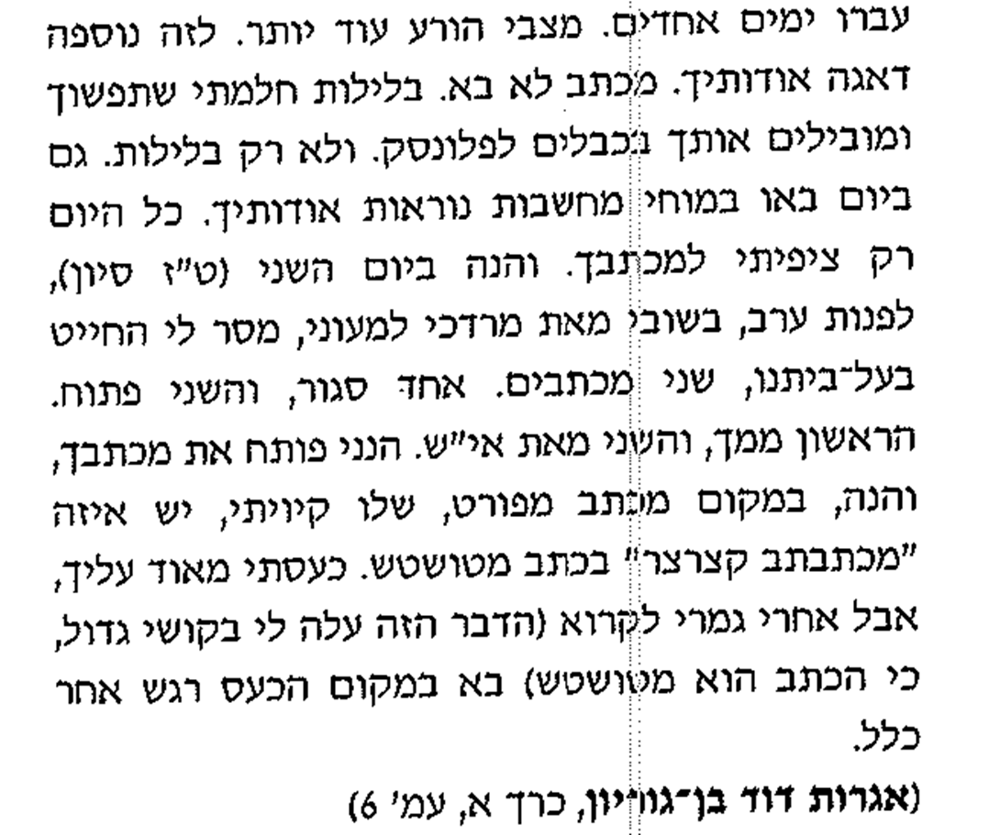 עברו ימים אחדים. מצבי הורע עוד יותר. לזה נוספה
דאגה אודותיך. מכתב לא בא. בלילות חלמתי שתפשוך
ומובילים אותך בכבלים לפלונסק. ולא רק בלילות. גם
ביום באו במוחי מחשבות נוראות אודותיך. כל היום
רק ציפיתי למכתבך. והנה ביום השני (ט"ז סיון),
לפנות ערב, בשובי מאת מרדכי למעוני, מסר לי החייט
בעל־ביתנו, שני מכתבים. אחד סגור, והשני פתוח.
הראשון ממך, והשני מאת אי"ש. הנני פותח את מכתבך,
והנה, במקום מכתב מפורט, שלו קיויתי, יש איזה
"מכתבתב קצרצר" בכתב מטושטש. כעסתי מאוד עליך,
אבל אחרי גמרי לקרוא (הדבר הזה עלה לי בקושי גדול,
כי הכתב הוא מטושטש) בא במקום הכעס רגש אחר
כלל.
(אגרות דוד בן־גוריון, כרך א, עמ' 6)